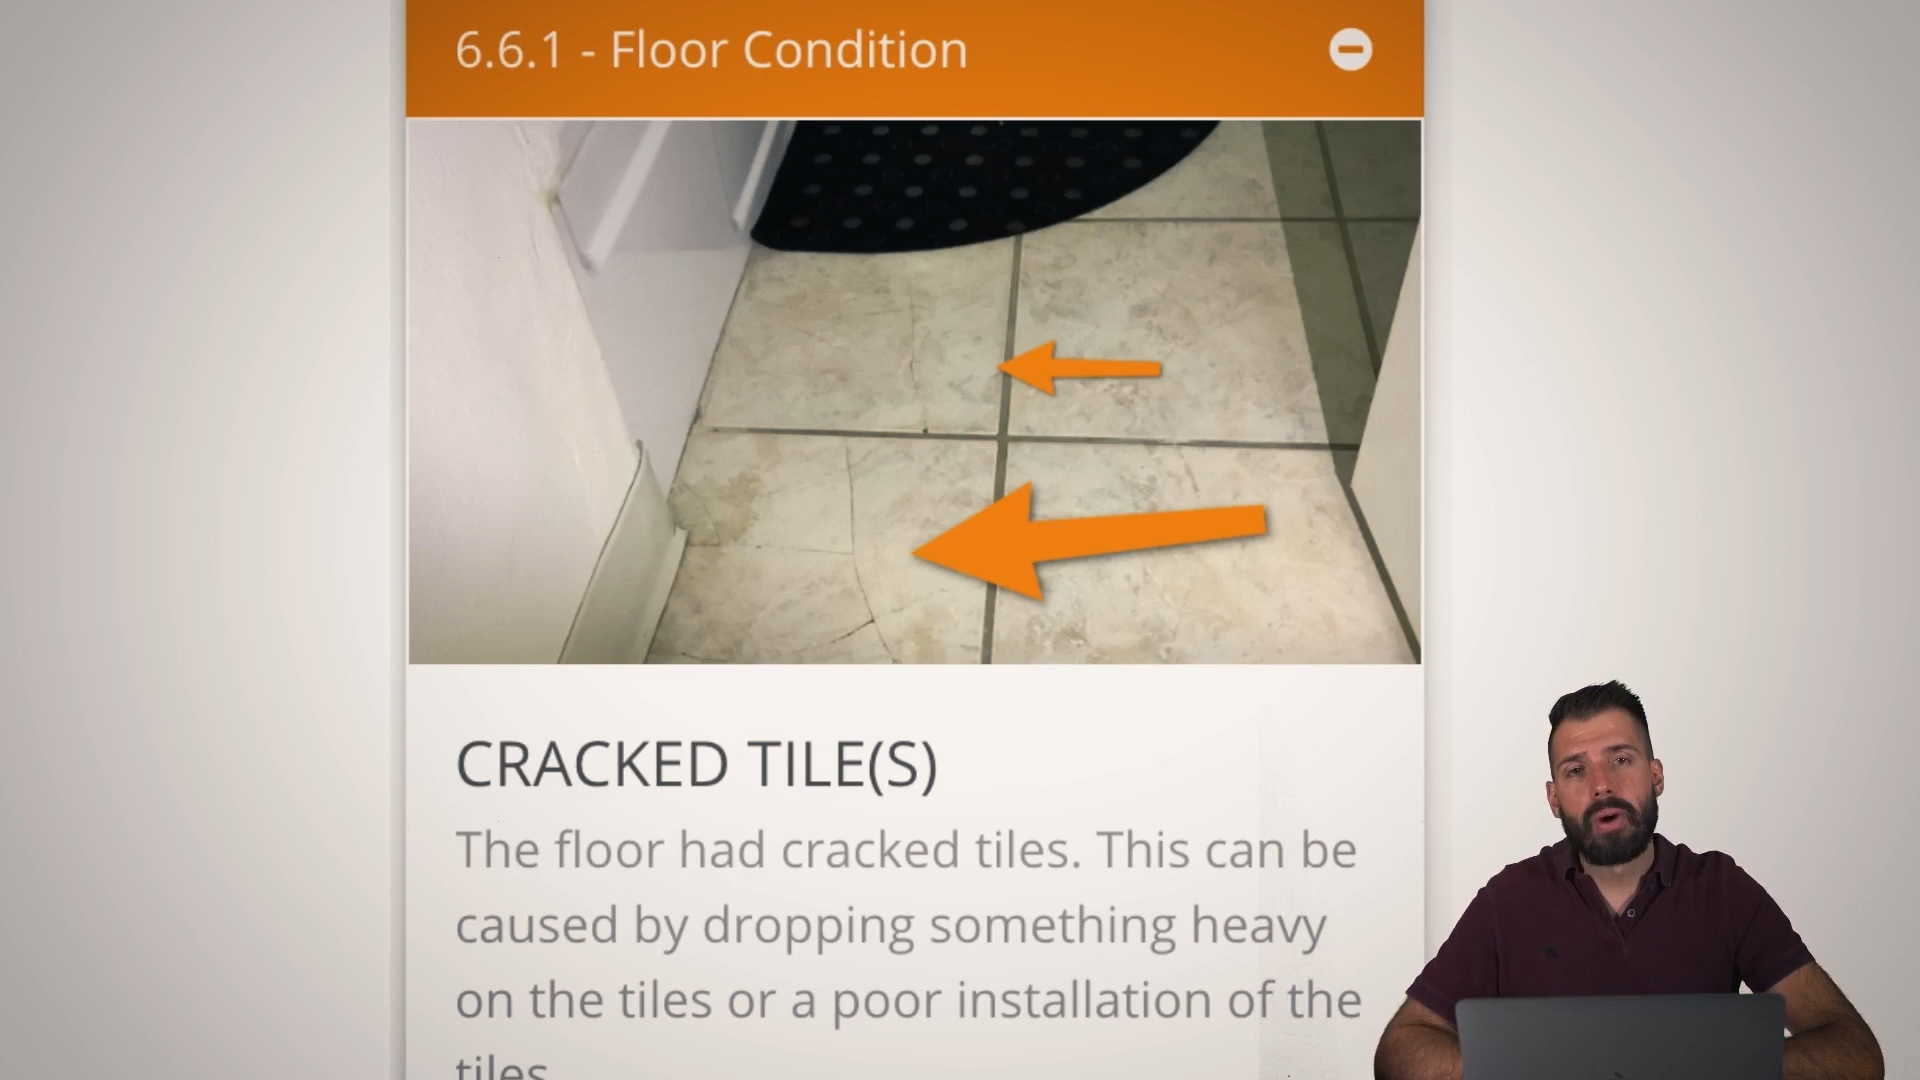 6.6.1 - Floor Condition
CRACKED TILE(S)
The floor had cracked tiles. This can be
caused by dropping something heavy
on the tiles or a poor installation of the
tiles.